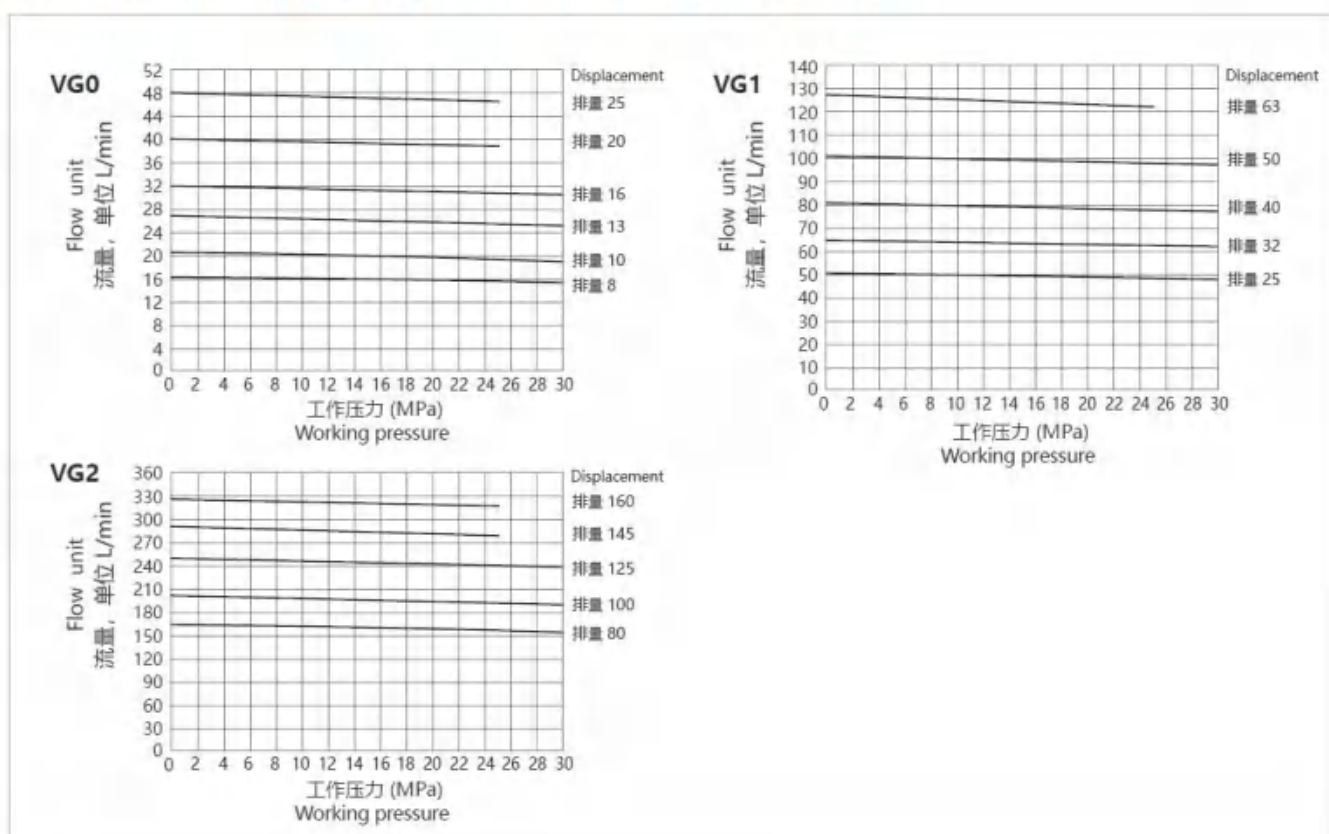 VG0
Flow unit
流量，单位 L/min
52
48
44
40
36
32
28
24
20
16
12
8
4
0
0 2 4 6 8 10 12 14 16 18 20 22 24 26 28 30
工作压力 (MPa)
Working pressure
Displacement
排量 25
排量 20
排量 16
排量 13
排量 10
排量 8
VG1
Flow unit
流量，单位 L/min
140
130
120
110
100
90
80
70
60
50
40
30
20
10
0
0 2 4 6 8 10 12 14 16 18 20 22 24 26 28 30
工作压力 (MPa)
Working pressure
Displacement
排量 63
排量 50
排量 40
排量 32
排量 25
VG2
Flow unit
流量，单位 L/min
360
330
300
270
240
210
180
150
120
90
60
30
0
0 2 4 6 8 10 12 14 16 18 20 22 24 26 28 30
工作压力 (MPa)
Working pressure
Displacement
排量 160
排量 145
排量 125
排量 100
排量 80